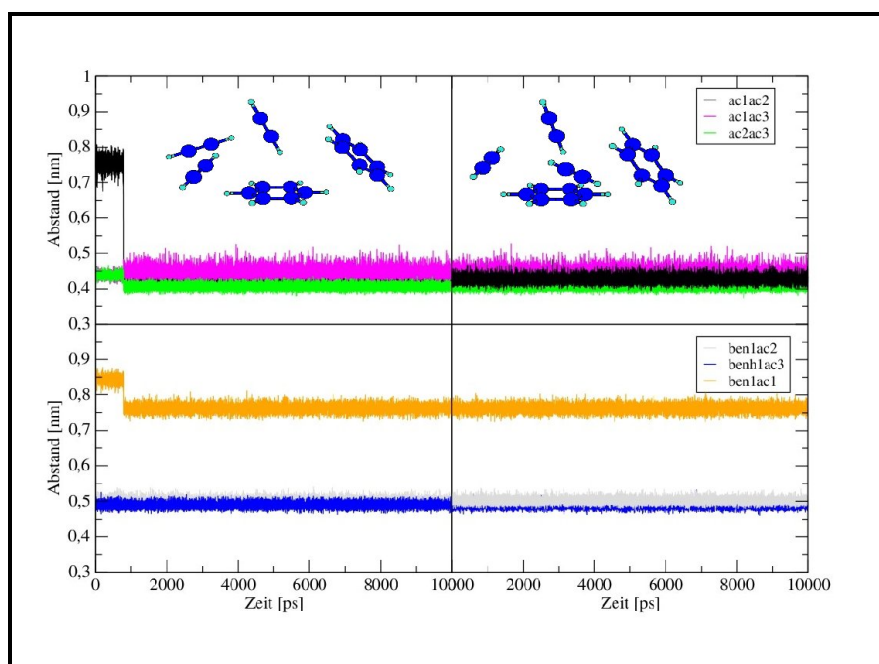 1
0,9
0,8
0,7
0,6
0,5
0,4
0,3
Abstand [nm]
ac1ac2
ac1ac3
ac2ac3
0,9
0,8
0,7
0,6
0,5
0,4
0,3
Abstand [nm]
ben1ac2
benh1ac3
ben1ac1
0 2000 4000 6000 8000 10000 2000 4000 6000 8000 10000
Zeit [ps] Zeit [ps]